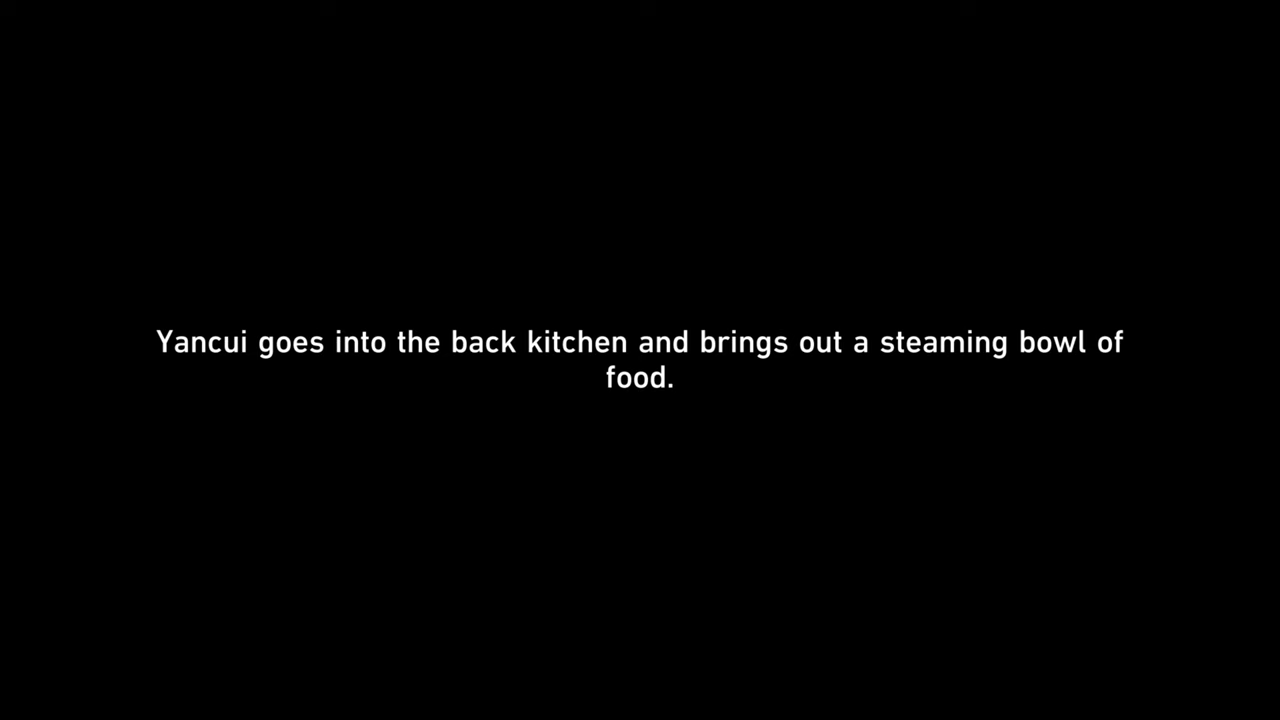 Yancui goes into the back kitchen and brings out a steaming bowl of
food.